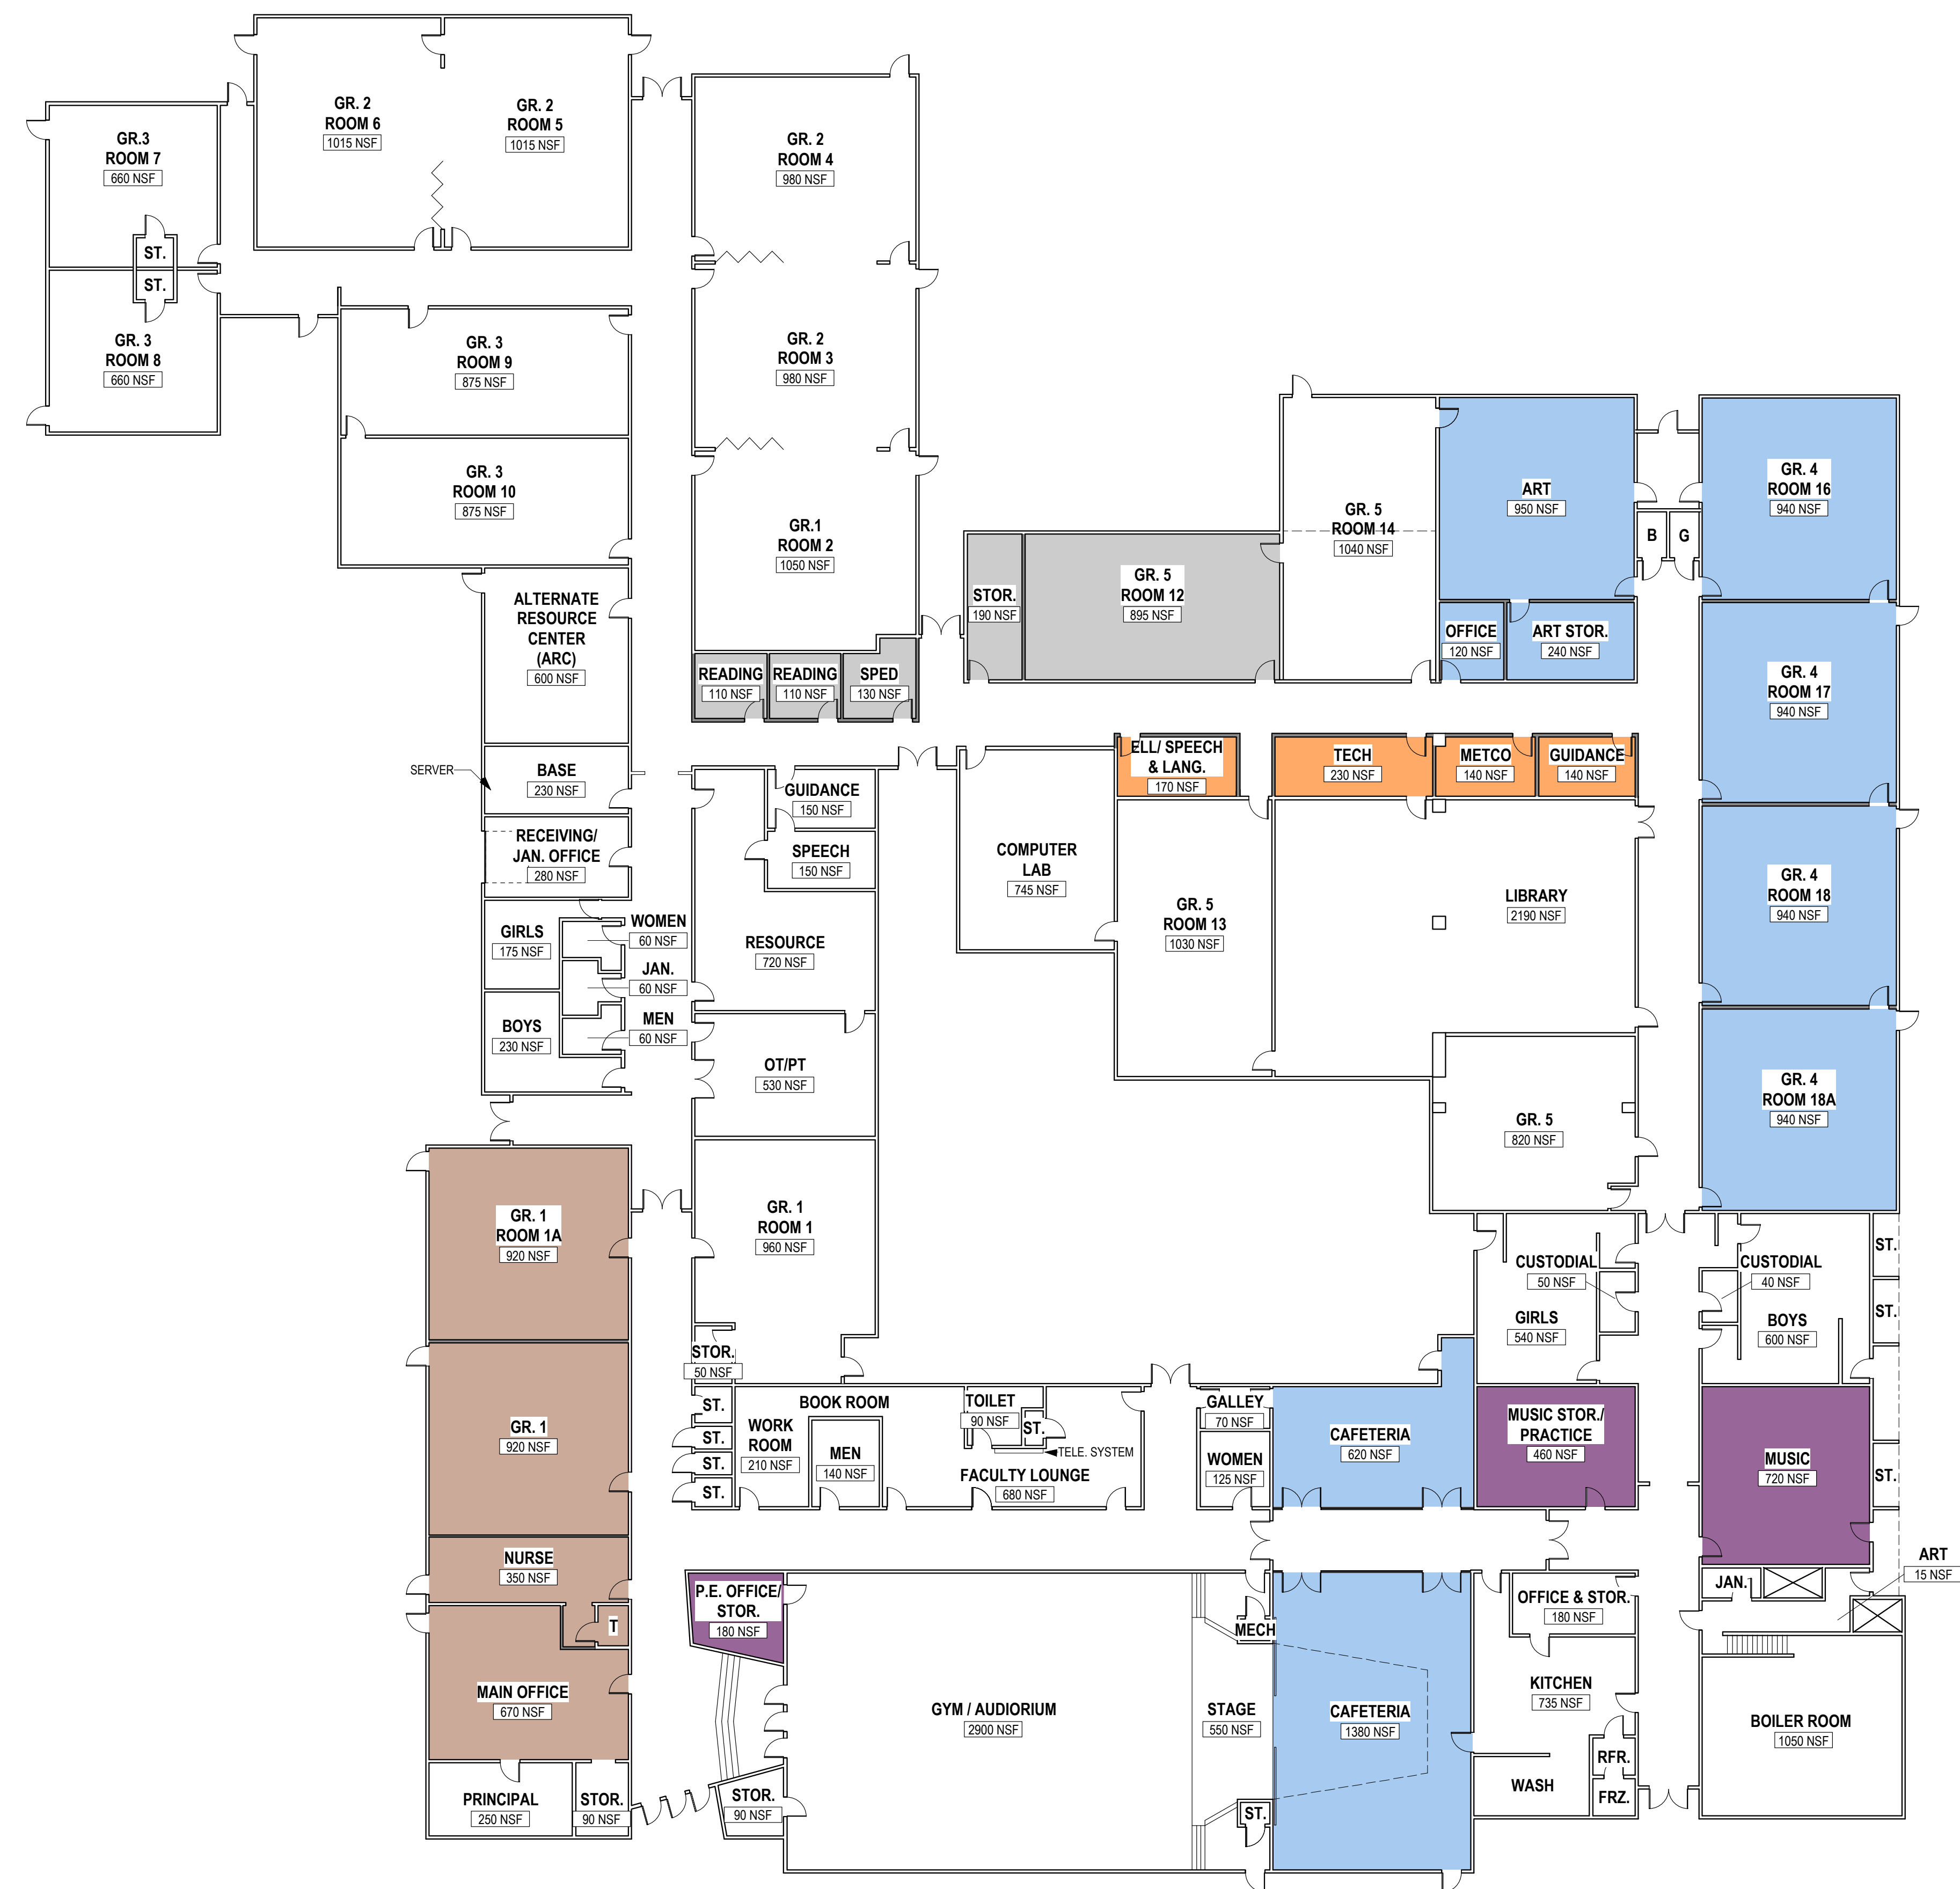 GR. 2
ROOM 6
1015 NSF
GR. 2
ROOM 5
1015 NSF
GR.3
ROOM 7
660 NSF
ST.
ST.
GR. 3
ROOM 8
660 NSF
GR. 2
ROOM 4
980 NSF
GR. 2
ROOM 3
980 NSF
GR. 3
ROOM 9
875 NSF
GR. 3
ROOM 10
875 NSF
GR.1
ROOM 2
1050 NSF
ALTERNATE
RESOURCE
CENTER
(ARC)
600 NSF
READING
110 NSF
READING
110 NSF
SPED
130 NSF
STOR.
190 NSF
GR. 5
ROOM 12
895 NSF
GR. 5
ROOM 14
1040 NSF
ART
950 NSF
OFFICE
120 NSF
ART STOR.
240 NSF
B
G
GR. 4
ROOM 16
940 NSF
GR. 4
ROOM 17
940 NSF
GR. 4
ROOM 18
940 NSF
GR. 4
ROOM 18A
940 NSF
ELL/ SPEECH
& LANG.
170 NSF
TECH
230 NSF
METCO
140 NSF
GUIDANCE
140 NSF
SERVER
BASE
230 NSF
RECEIVING/
JAN. OFFICE
280 NSF
GUIDANCE
150 NSF
SPEECH
150 NSF
RESOURCE
720 NSF
GIRLS
175 NSF
WOMEN
60 NSF
JAN.
60 NSF
MEN
60 NSF
BOYS
230 NSF
OT/PT
530 NSF
COMPUTER
LAB
745 NSF
GR. 5
ROOM 13
1030 NSF
LIBRARY
2190 NSF
GR. 5
820 NSF
GR. 1
ROOM 1A
920 NSF
GR. 1
ROOM 1
960 NSF
STOR.
50 NSF
GR. 1
920 NSF
NURSE
350 NSF
T
MAIN OFFICE
670 NSF
PRINCIPAL
250 NSF
STOR.
90 NSF
ST.
ST.
ST.
ST.
BOOK ROOM
WORK
ROOM
210 NSF
MEN
140 NSF
TOILET
90 NSF
ST.
TELE. SYSTEM
FACULTY LOUNGE
680 NSF
GALLEY
70 NSF
WOMEN
125 NSF
CAFETERIA
620 NSF
CUSTODIAL
50 NSF
GIRLS
540 NSF
CUSTODIAL
40 NSF
BOYS
600 NSF
ST.
ST.
MUSIC STOR./
PRACTICE
460 NSF
MUSIC
720 NSF
ST.
ART
15 NSF
JAN.
P.E. OFFICE/
STOR.
180 NSF
STOR.
90 NSF
GYM / AUDIORIUM
2900 NSF
MECH
STAGE
550 NSF
ST.
CAFETERIA
1380 NSF
OFFICE & STOR.
180 NSF
KITCHEN
735 NSF
RFR.
WASH
FRZ.
BOILER ROOM
1050 NSF